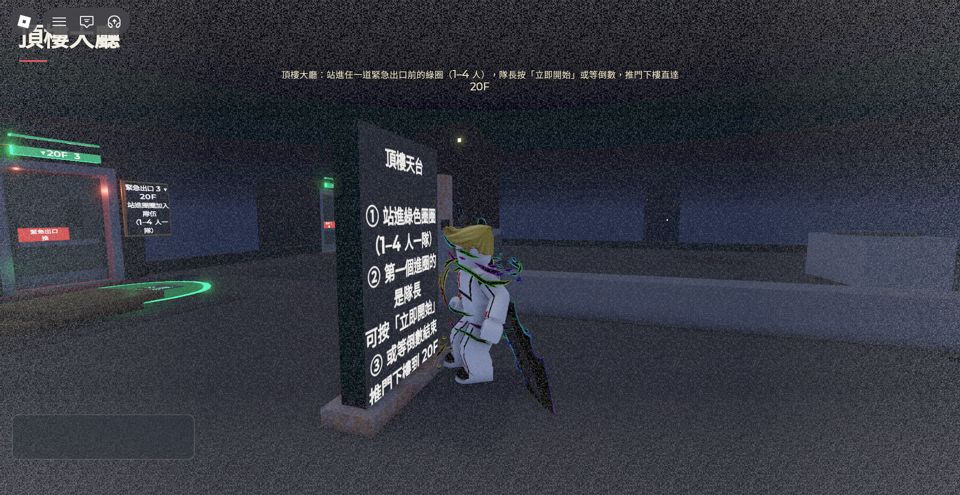 頂樓大廳
頂樓大廳：站進任一道緊急出口前的綠圈（1–4 人），隊長按「立即開始」或等倒數，推門下樓直達
20F
▼20F 3
緊急出口 3 ▼
20F
站進圈圈加入
隊伍
（1–4 人一
隊）
緊急出口
頂樓天台
① 站進綠色圈圈
（1–4 人一隊）
② 第一個進圈的
是隊長
可按「立即開始」
③ 或等倒數結束
推門下樓到 20F